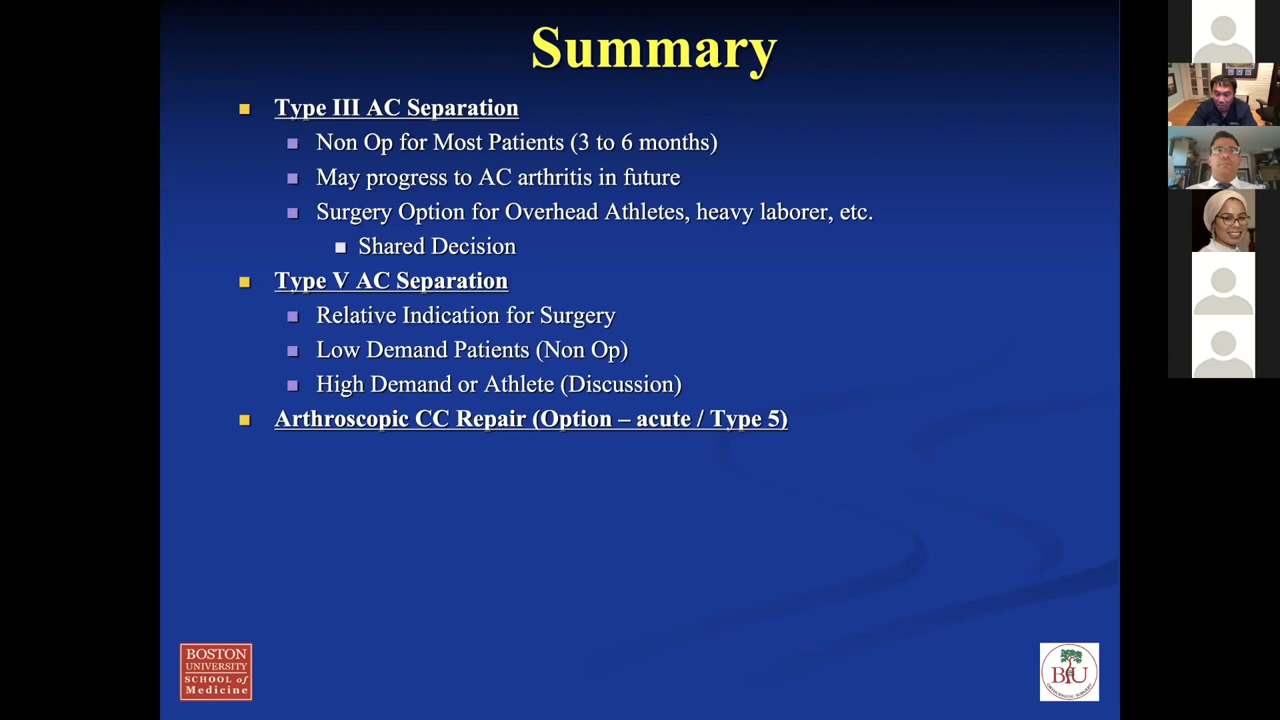 Summary
Type III AC Separation
Non Op for Most Patients (3 to 6 months)
May progress to AC arthritis in future
Surgery Option for Overhead Athletes, heavy laborer, etc.
Shared Decision
Type V AC Separation
Relative Indication for Surgery
Low Demand Patients (Non Op)
High Demand or Athlete (Discussion)
Arthroscopic CC Repair (Option – acute / Type 5)
BOSTON
UNIVERSITY
SCHOOL of
Medicine
BU